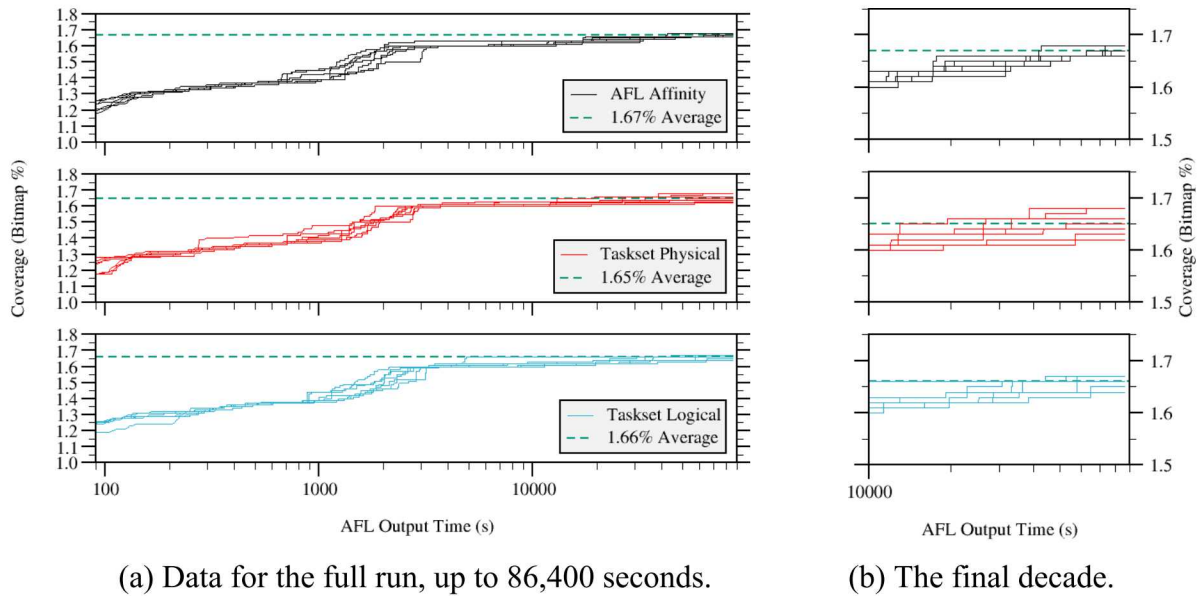 1.8
1.7
1.6
1.5
1.4
1.3
1.2
1.1
1.0
AFL Affinity
1.67% Average
1.8
1.7
1.6
1.5
1.4
1.3
1.2
1.1
1.0
Taskset Physical
1.65% Average
1.8
1.7
1.6
1.5
1.4
1.3
1.2
1.1
1.0
Taskset Logical
1.66% Average
Coverage (Bitmap %)
100 1000 10000
AFL Output Time (s)
(a) Data for the full run, up to 86,400 seconds.
1.7
1.6
1.5
1.7
1.6
1.5
1.7
1.6
1.5
Coverage (Bitmap %)
10000
AFL Output Time (s)
(b) The final decade.